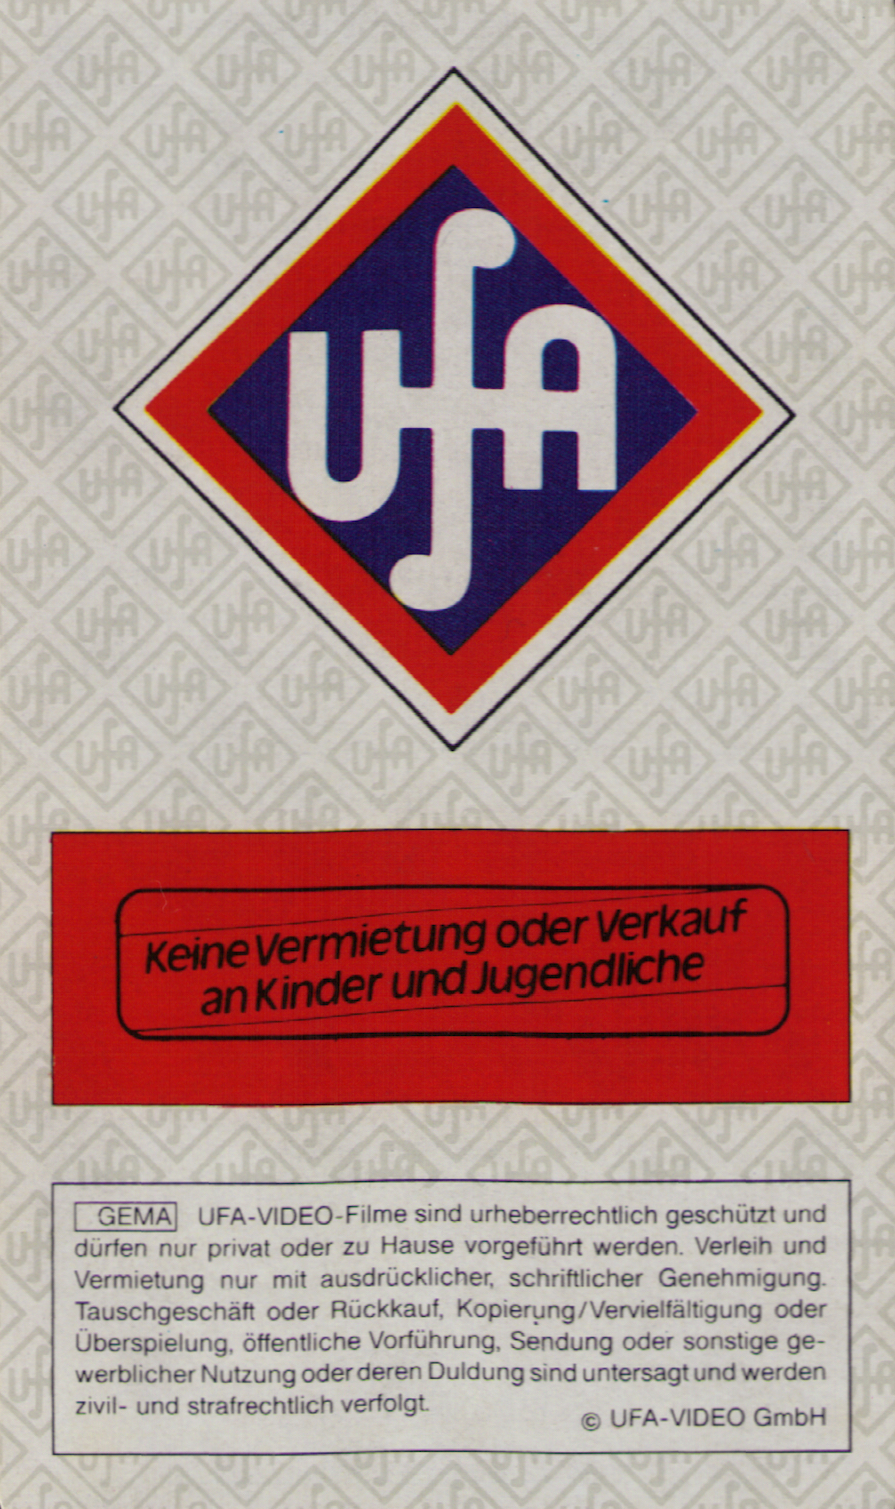 ufa
Keine Vermietung oder Verkauf
an Kinder und Jugendliche
GEMA UFA-VIDEO-Filme sind urheberrechtlich geschützt und
dürfen nur privat oder zu Hause vorgeführt werden. Verleih und
Vermietung nur mit ausdrücklicher, schriftlicher Genehmigung.
Tauschgeschäft oder Rückkauf, Kopierung/Vervielfältigung oder
Überspielung, öffentliche Vorführung, Sendung oder sonstige ge-
werblicher Nutzung oder deren Duldung sind untersagt und werden
zivil- und strafrechtlich verfolgt.
© UFA-VIDEO GmbH